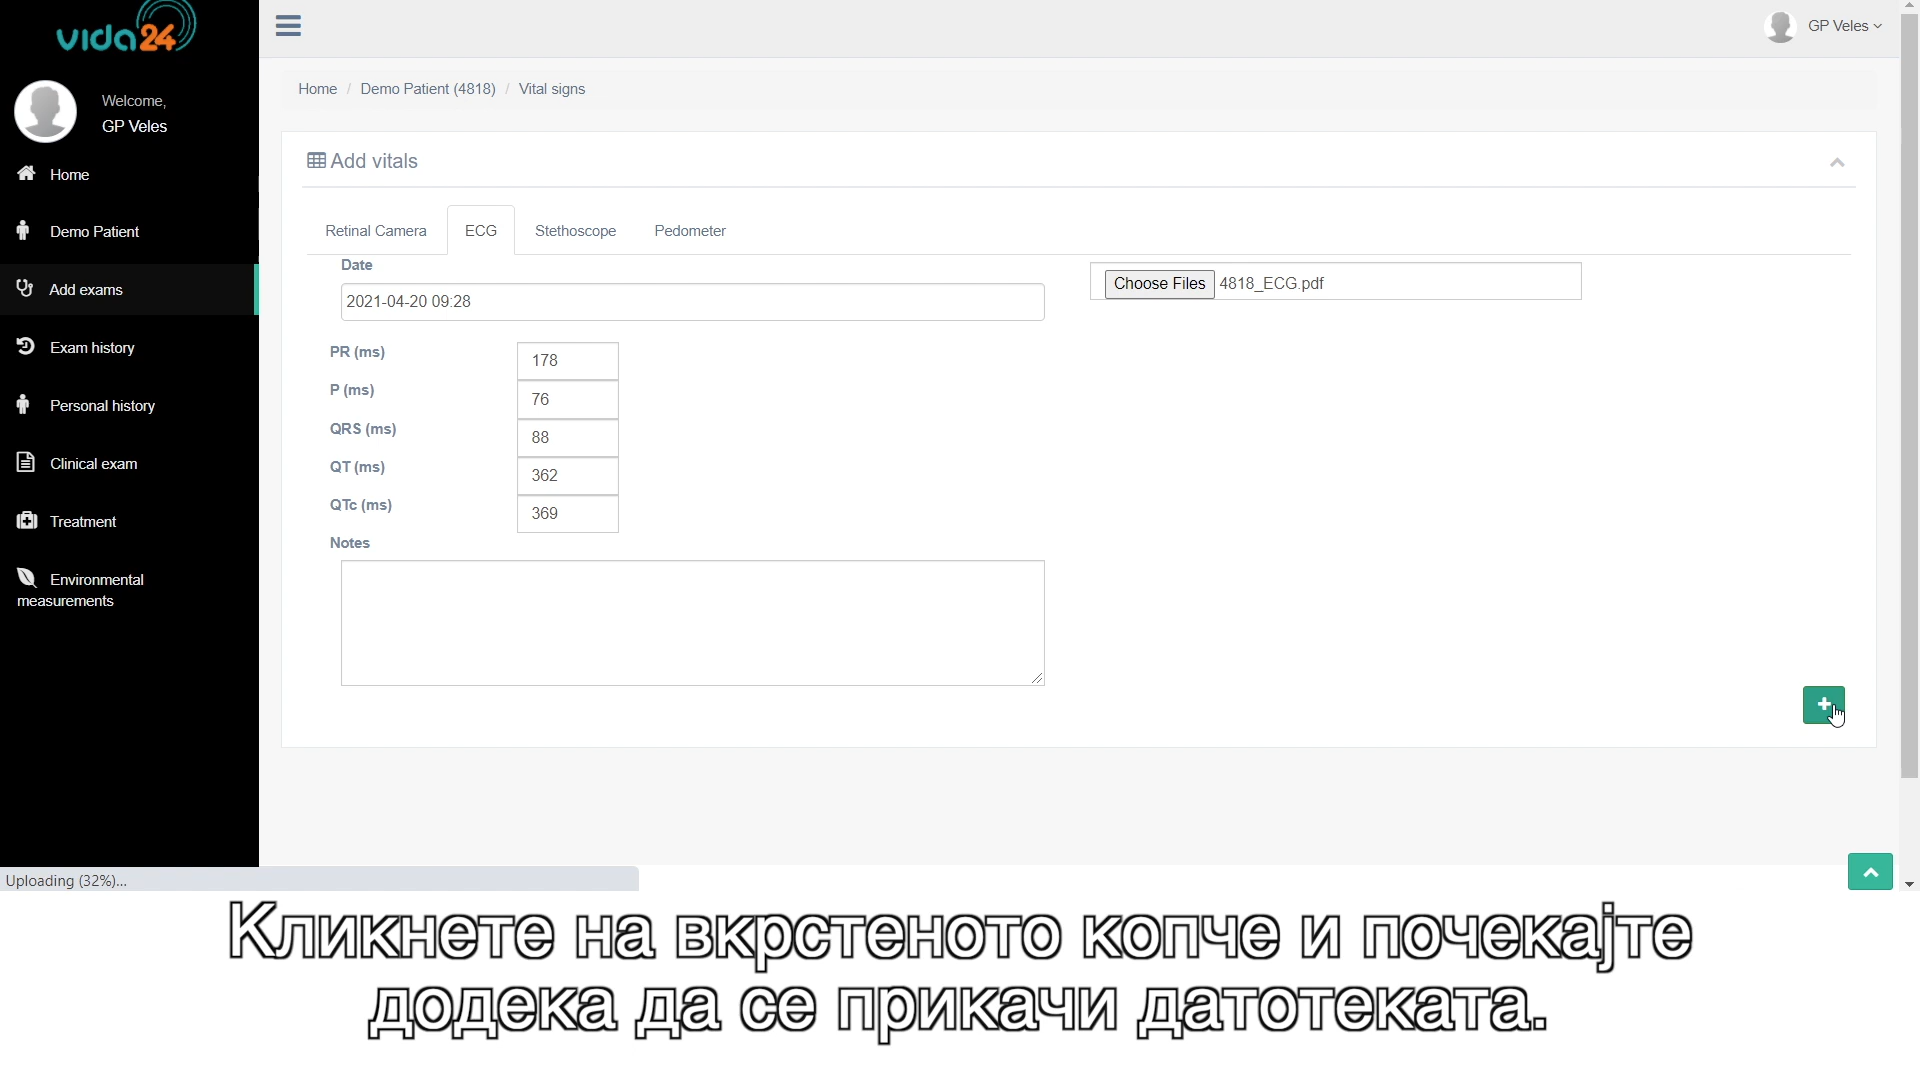 vida24
GP Veles
Home / Demo Patient (4818) / Vital signs
Welcome,
GP Veles
Home
Demo Patient
Add exams
Exam history
Personal history
Clinical exam
Treatment
Environmental
measurements
Add vitals
Retinal Camera ECG Stethoscope Pedometer
Date
2021-04-20 09:28
Choose Files 4818_ECG.pdf
PR (ms) 178
P (ms) 76
QRS (ms) 88
QT (ms) 362
QTc (ms) 369
Notes
Uploading (32%)...
Кликнете на вкрстеното копче и почекајте
додека да се прикачи датотеката.